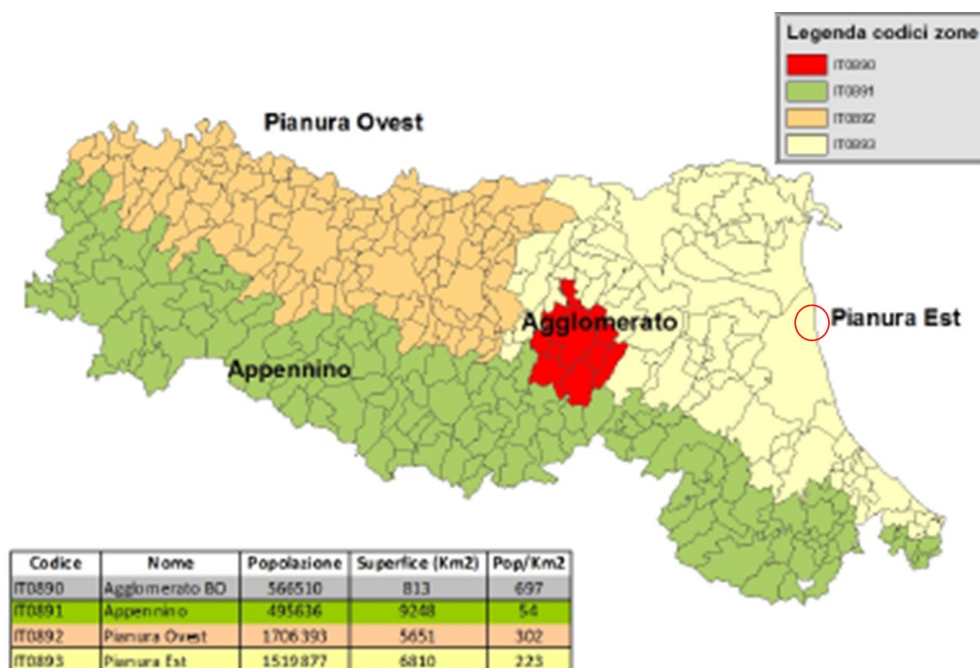 Legenda codici zone
IT0890
IT0891
IT0892
IT0893
Pianura Ovest
Agglomerato
Pianura Est
Appennino
Codice Nome Popolazione Superfice (Km2) Pop/Km2
IT0890 Agglomerato BO 566510 813 697
IT0891 Appennino 495636 9248 54
IT0892 Pianura Ovest 1706393 5651 302
IT0893 Pianura Est 1519877 6810 223